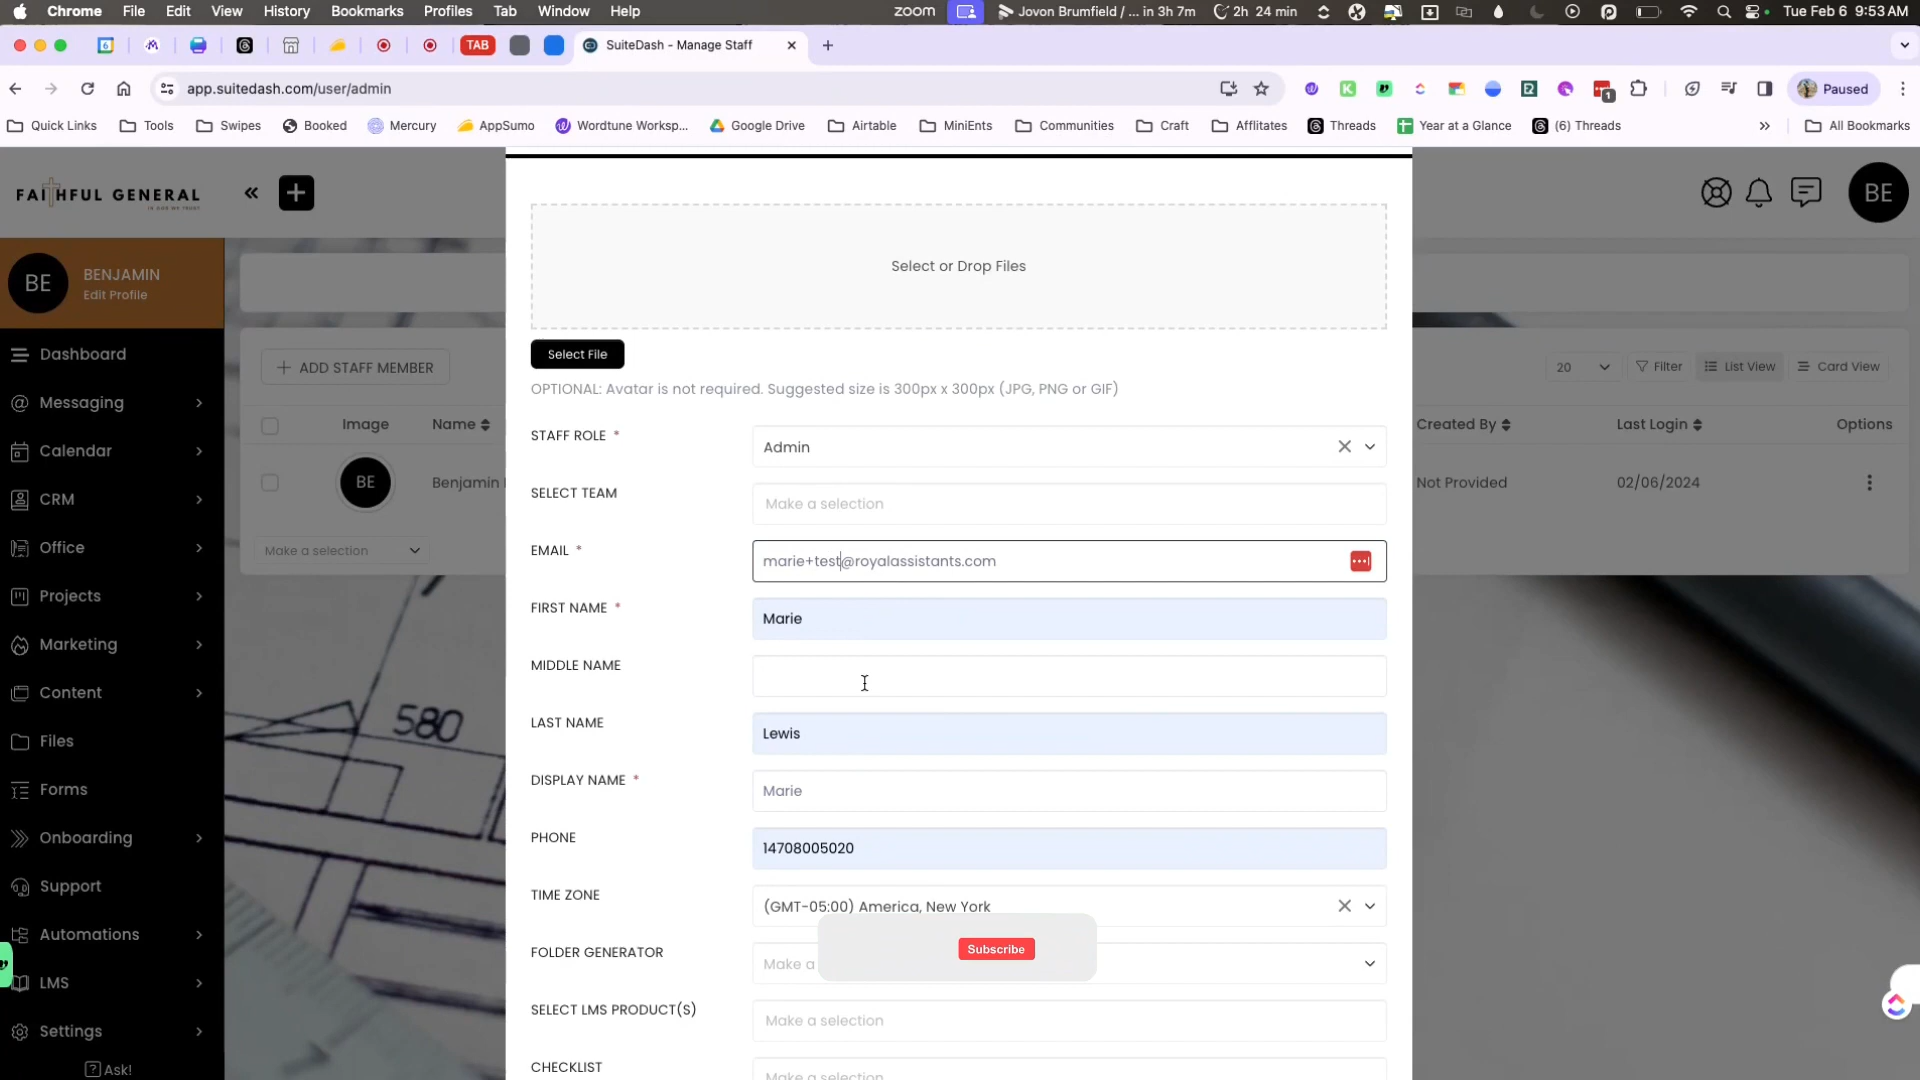 Chrome File Edit View History Bookmarks Profiles Tab Window Help zoom Jovon Brumfield / ... in 3h 7m 2h 24 min Tue Feb 6 9:53 AM
6 TAB SuiteDash - Manage Staff
app.suitedash.com/user/admin 1 Paused
Quick Links Tools Swipes Booked Mercury AppSumo Wordtune Worksp... Google Drive Airtable MiniEnts Communities Craft Afflitates Threads Year at a Glance (6) Threads All Bookmarks
FAITHFUL GENERAL
BE
BE
BENJAMIN
Edit Profile
Dashboard
Messaging
Calendar
CRM
Office
Projects
Marketing
Content
Files
Forms
Onboarding
Support
Automations
LMS
Settings
Ask!
ADD STAFF MEMBER
Image Name
BE Benjamin
Make a selection
580
20 Filter List View Card View
Created By Last Login Options
Not Provided 02/06/2024
Select or Drop Files
Select File
OPTIONAL: Avatar is not required. Suggested size is 300px x 300px (JPG, PNG or GIF)
STAFF ROLE * Admin
SELECT TEAM Make a selection
EMAIL * marie+test@royalassistants.com
FIRST NAME * Marie
MIDDLE NAME
LAST NAME Lewis
DISPLAY NAME * Marie
PHONE 14708005020
TIME ZONE (GMT-05:00) America, New York
Subscribe
FOLDER GENERATOR Make a
SELECT LMS PRODUCT(S) Make a selection
CHECKLIST Make a selection